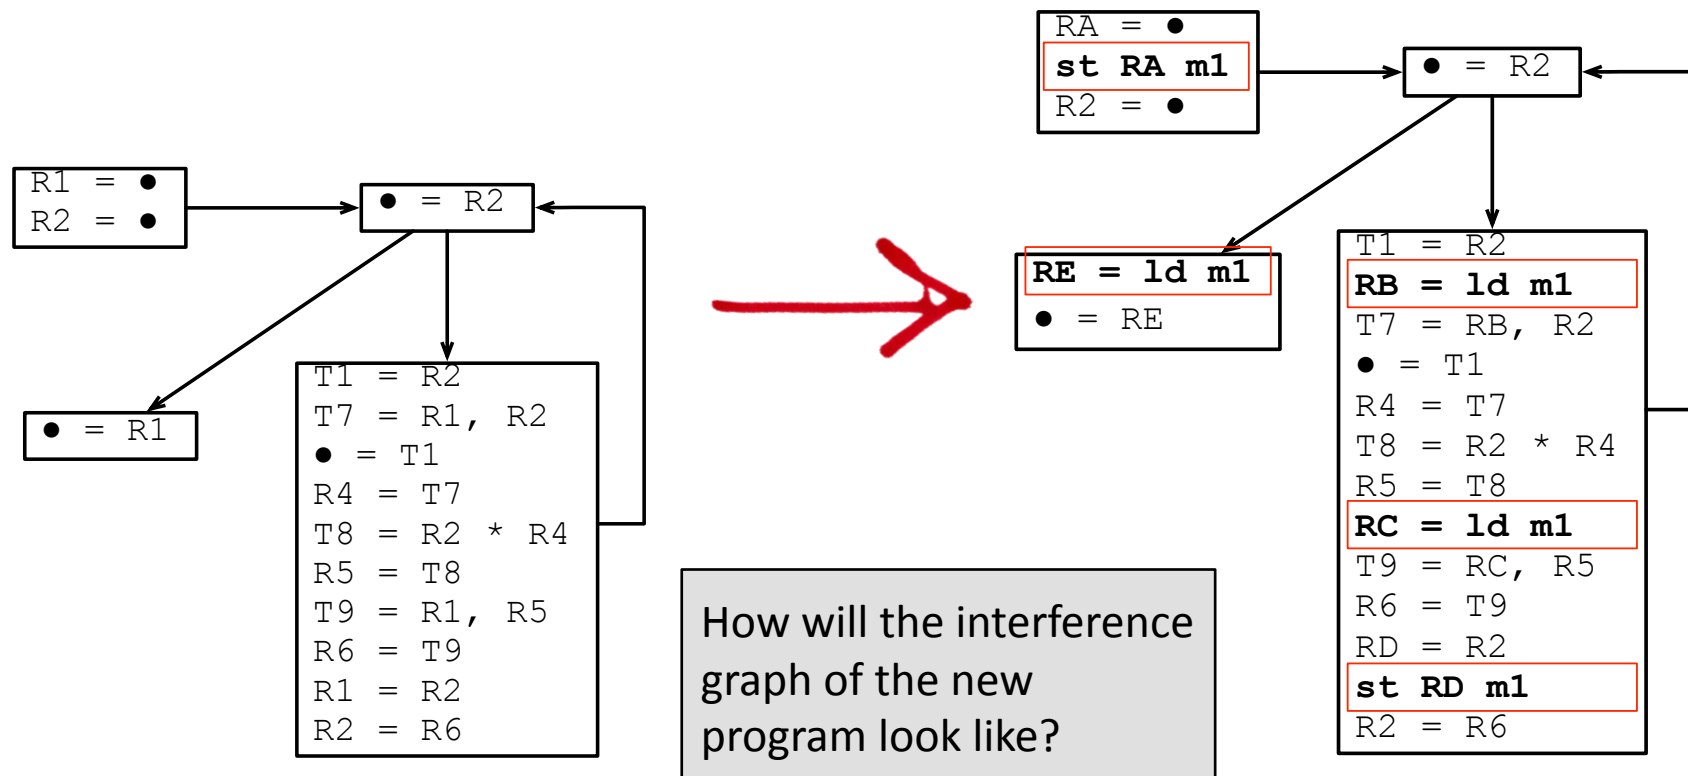 R1 = ●
R2 = ●
● = R2
● = R1
T1 = R2
T7 = R1, R2
● = T1
R4 = T7
T8 = R2 * R4
R5 = T8
T9 = R1, R5
R6 = T9
R1 = R2
R2 = R6
RA = ●
st RA m1
R2 = ●
● = R2
RE = ld m1
● = RE
T1 = R2
RB = ld m1
T7 = RB, R2
● = T1
R4 = T7
T8 = R2 * R4
R5 = T8
RC = ld m1
T9 = RC, R5
R6 = T9
RD = R2
st RD m1
R2 = R6
How will the interference
graph of the new
program look like?